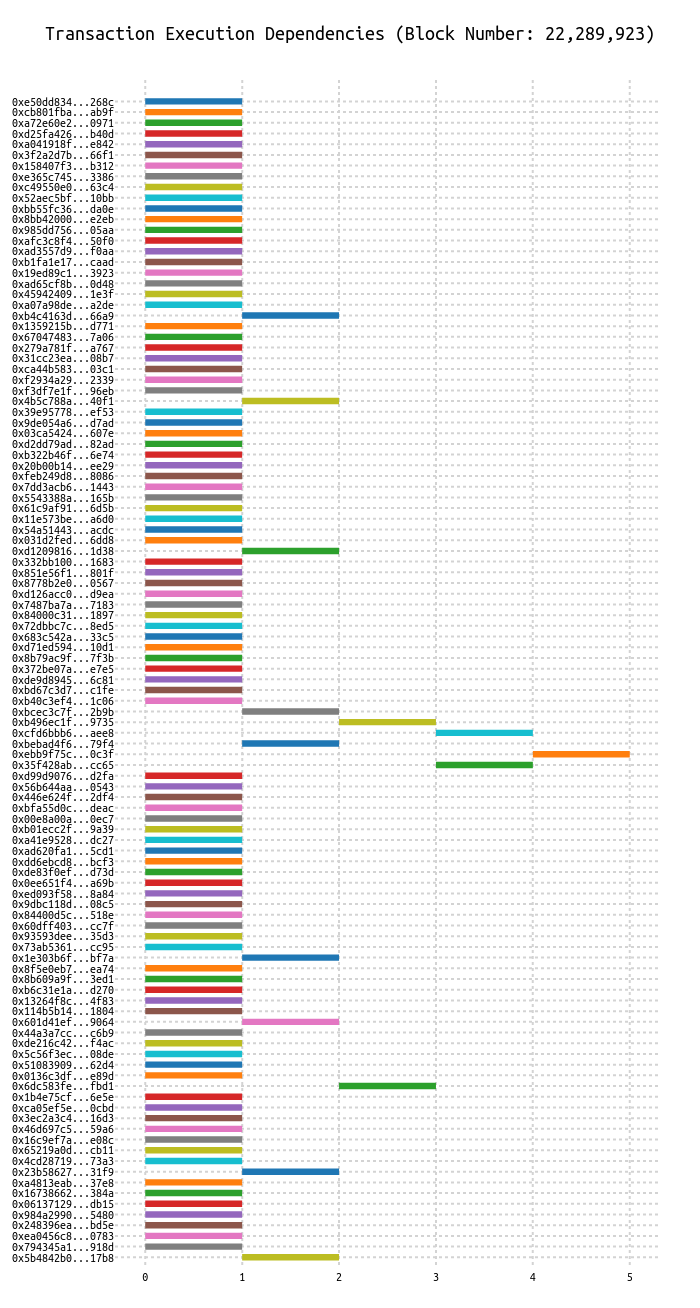 Transaction Execution Dependencies (Block Number: 22,289,923)
0xe50dd834...268c
0xcb801fba...ab9f
0xa72e60e2...0971
0xd25fa426...b40d
0xa041918f...e842
0x3f2a2d7b...66f1
0x158407f3...b312
0xe365c745...3386
0xc49550e0...63c4
0x52aec5bf...10bb
0xbb55fc36...da0e
0x8bb42000...e2eb
0x985dd756...05aa
0xafc3c8f4...50f0
0xad3557d9...f0aa
0xb1fa1e17...caad
0x19ed89c1...3923
0xad65cf8b...0d48
0x45942409...1e3f
0xa07a98de...a2de
0xb4c4163d...66a9
0x1359215b...d771
0x67047483...7a06
0x279a781f...a767
0x31cc23ea...08b7
0xca44b583...03c1
0xf2934a29...2339
0xf3df7e1f...96eb
0x4b5c788a...40f1
0x39e95778...ef53
0x9de054a6...d7ad
0x03ca5424...607e
0xd2dd79ad...82ad
0xb322b46f...6e74
0x20b00b14...ee29
0xfeb249d8...8086
0x7dd3acb6...1443
0x5543388a...165b
0x61c9af91...6d5b
0x11e573be...a6d0
0x54a51443...acdc
0x031d2fed...6dd8
0xd1209816...1d38
0x332bb100...1683
0x851e56f1...801f
0x8778b2e0...0567
0xd126acc0...d9ea
0x7487ba7a...7183
0x84000c31...1897
0x72dbbc7c...8ed5
0x683c542a...33c5
0xd71ed594...10d1
0x8b79ac9f...7f3b
0x372be07a...e7e5
0xde9d8945...6c81
0xbd67c3d7...c1fe
0xb40c3ef4...1c06
0xbcec3c7f...2b9b
0xb496ec1f...9735
0xcfd6bbb6...aee8
0xbebad4f6...79f4
0xebb9f75c...0c3f
0x35f428ab...cc65
0xd99d9076...d2fa
0x56b644aa...0543
0x446e624f...2df4
0xbfa55d0c...deac
0x00e8a00a...0ec7
0xb01ecc2f...9a39
0xa41e9528...dc27
0xad620fa1...5cd1
0xdd6ebcd8...bcf3
0xde83f0ef...d73d
0x0ee651f4...a69b
0xed093f58...8a84
0x9dbc118d...08c5
0x84400d5c...518e
0x60dff403...cc7f
0x93593dee...35d3
0x73ab5361...cc95
0x1e303b6f...bf7a
0x8f5e0eb7...ea74
0x8b609a9f...3ed1
0xb6c31e1a...d270
0x13264f8c...4f83
0x114b5b14...1804
0x601d41ef...9064
0x44a3a7cc...c6b9
0xde216c42...f4ac
0x5c56f3ec...08de
0x51083909...62d4
0x0136c3df...e89d
0x6dc583fe...fbd1
0x1b4e75cf...6e5e
0xca05ef5e...0cbd
0x3ec2a3c4...16d3
0x46d697c5...59a6
0x16c9ef7a...e08c
0x65219a0d...cb11
0x4cd28719...73a3
0x23b58627...31f9
0xa4813eab...37e8
0x16738662...384a
0x06137129...db15
0x984a2990...5480
0x248396ea...bd5e
0xea0456c8...0783
0x794345a1...918d
0x5b4842b0...17b8
0 1 2 3 4 5